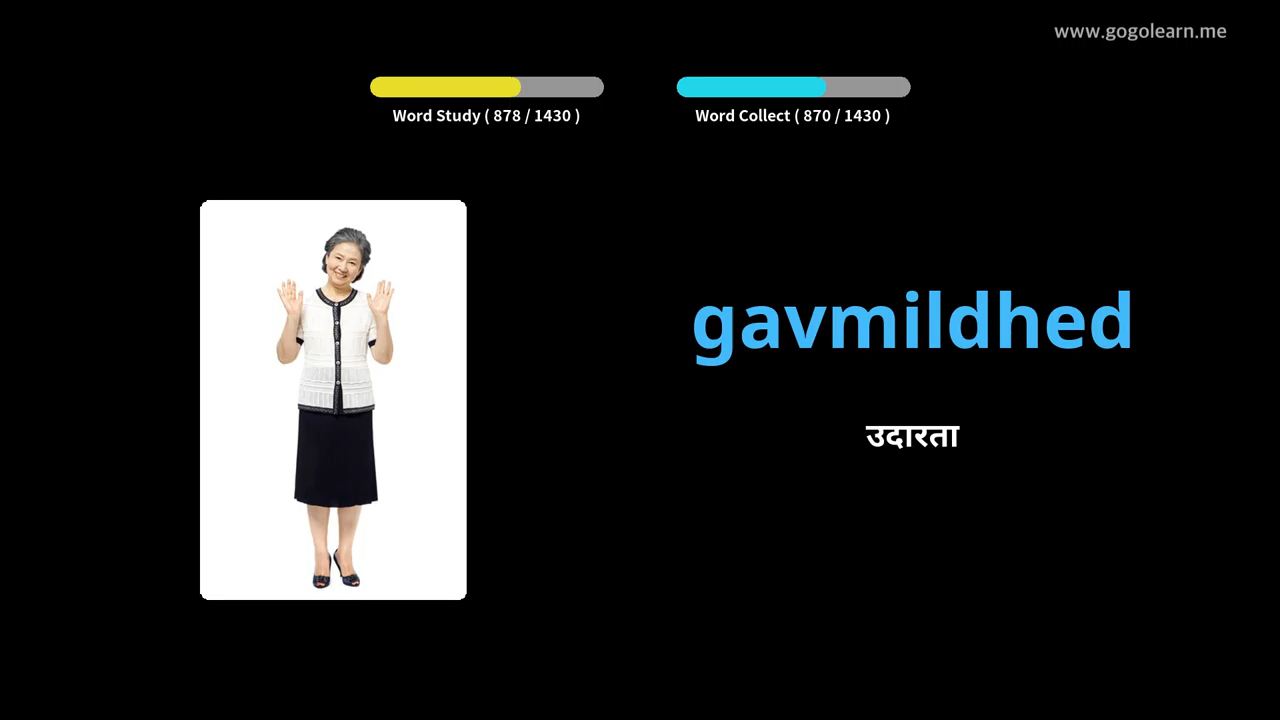 www.gogolearn.me
Word Study ( 878 / 1430 )
Word Collect ( 870 / 1430 )
gavmildhed
उदारता